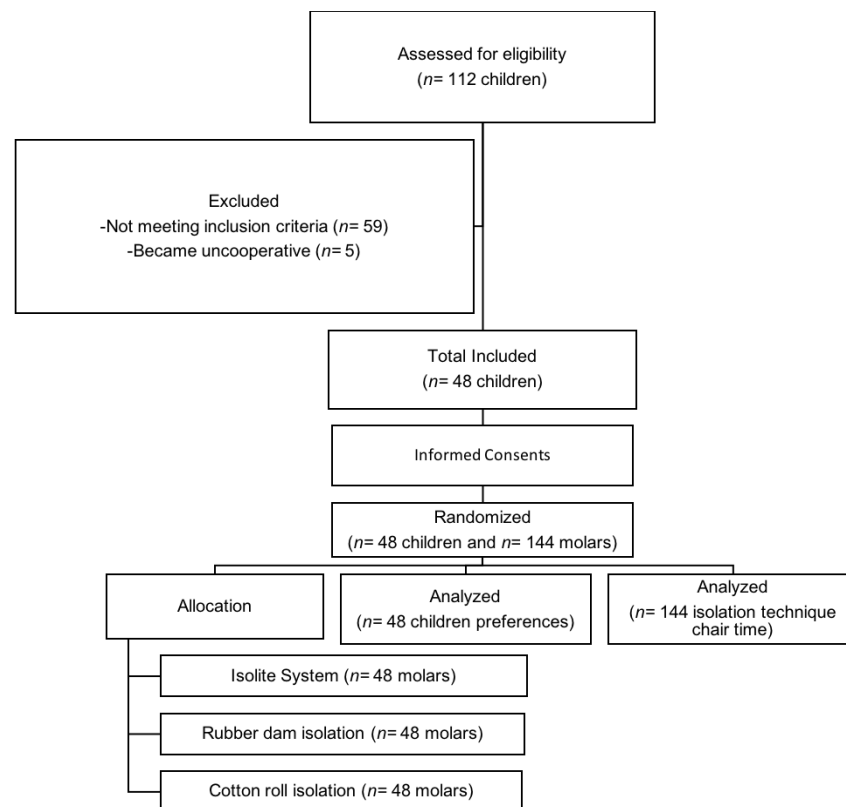 Assessed for eligibility
(n= 112 children)
Excluded
-Not meeting inclusion criteria (n= 59)
-Became uncooperative (n= 5)
Total Included
(n= 48 children)
Informed Consents
Randomized
(n= 48 children and n= 144 molars)
Allocation
Analyzed
(n= 48 children preferences)
Analyzed
(n= 144 isolation technique
chair time)
Isolite System (n= 48 molars)
Rubber dam isolation (n= 48 molars)
Cotton roll isolation (n= 48 molars)